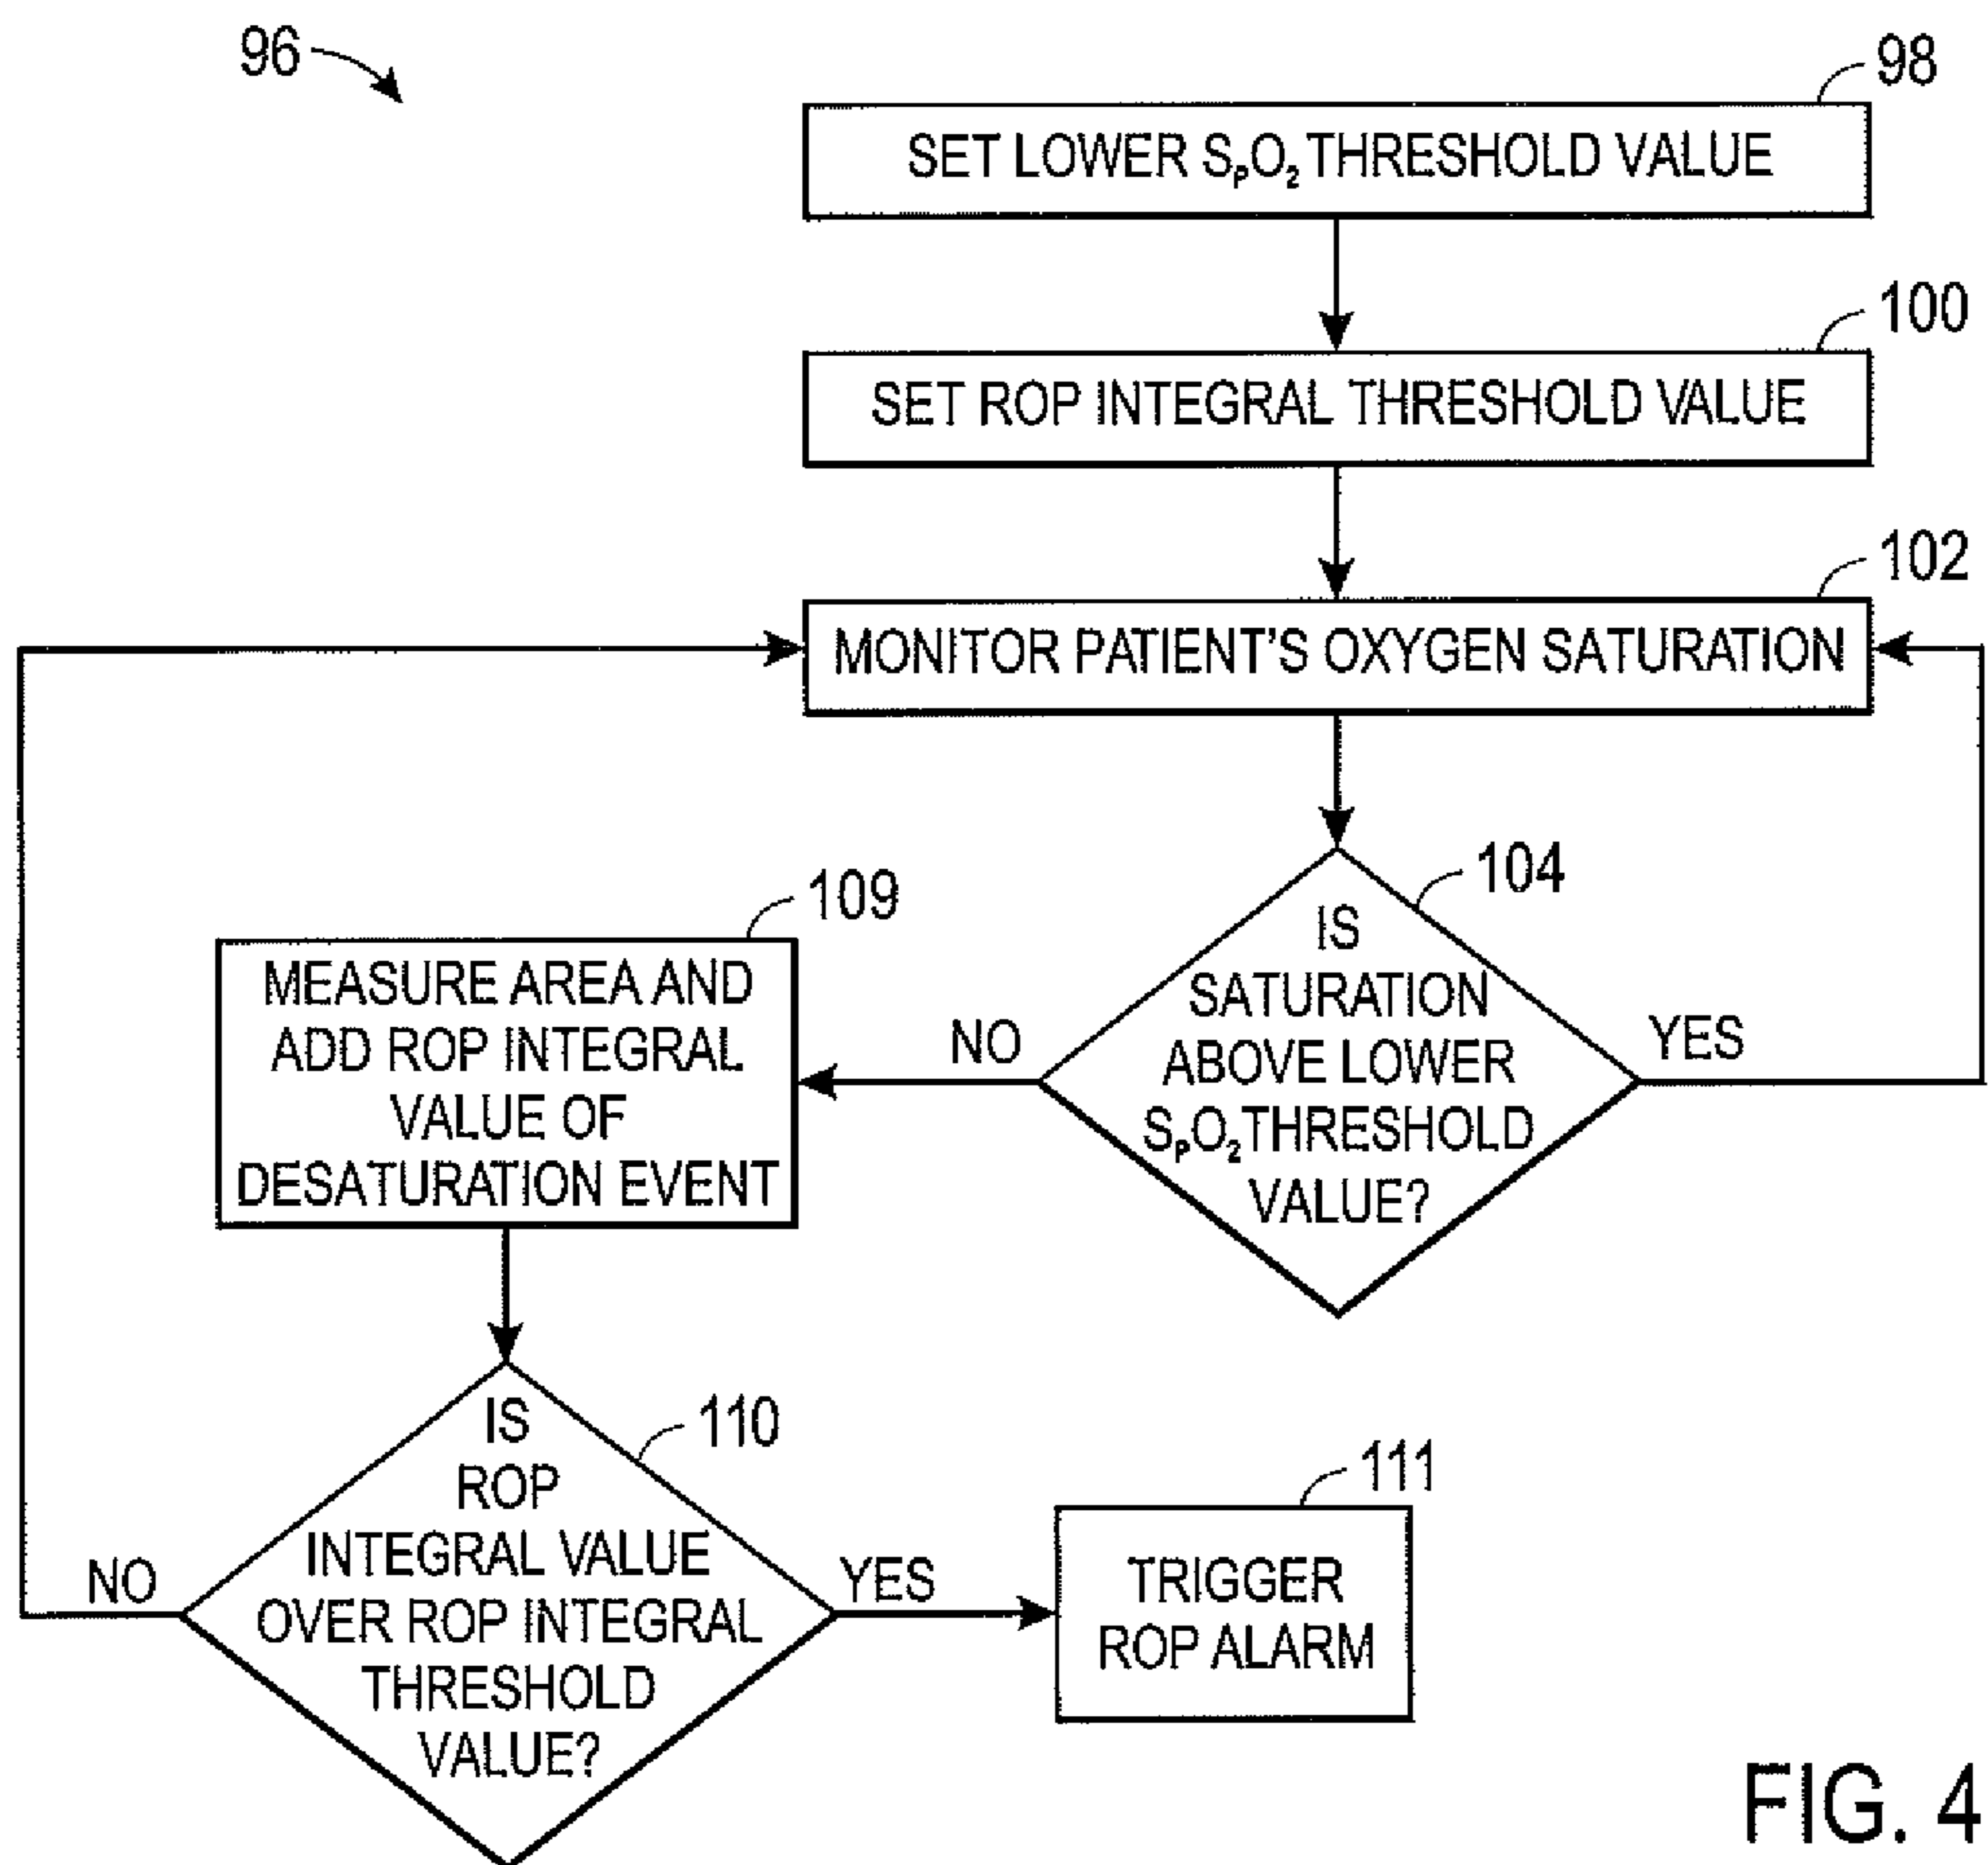 96
98
SET LOWER SPO2 THRESHOLD VALUE
100
SET ROP INTEGRAL THRESHOLD VALUE
102
MONITOR PATIENT'S OXYGEN SATURATION
104
IS
SATURATION
ABOVE LOWER
SPO2 THRESHOLD
VALUE?
YES
NO
109
MEASURE AREA AND
ADD ROP INTEGRAL
VALUE OF
DESATURATION EVENT
110
IS
ROP
INTEGRAL VALUE
OVER ROP INTEGRAL
THRESHOLD
VALUE?
NO
YES
111
TRIGGER
ROP ALARM
FIG. 4